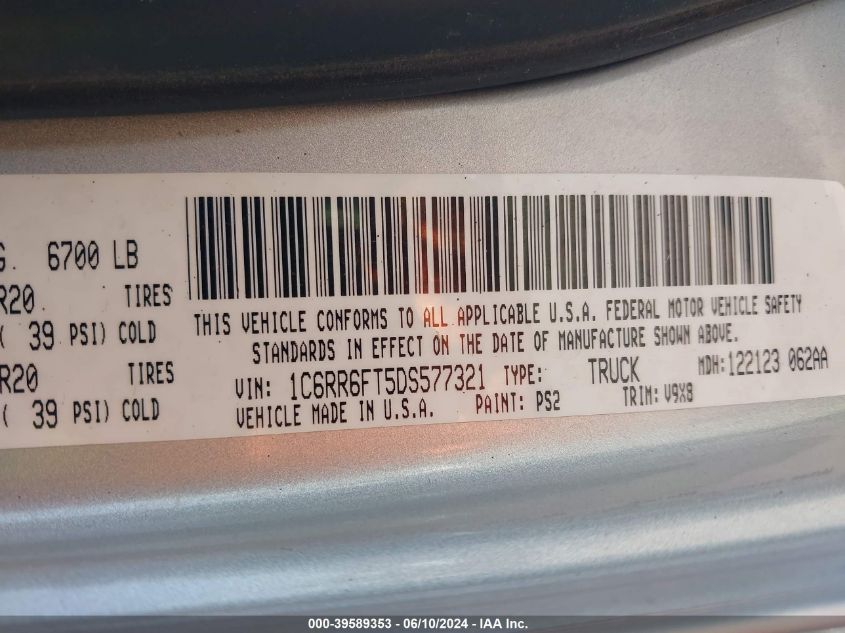 G. 6700 LB
R20 TIRES
( 39 PSI) COLD
R20 TIRES
( 39 PSI) COLD
THIS VEHICLE CONFORMS TO ALL APPLICABLE U.S.A. FEDERAL MOTOR VEHICLE SAFETY
STANDARDS IN EFFECT ON THE DATE OF MANUFACTURE SHOWN ABOVE.
VIN: 1C6RR6FT5DS577321 TYPE: TRUCK MDH: 122123 062AA
VEHICLE MADE IN U.S.A. PAINT: PS2 TRIM: V9X8
000-39589353 - 06/10/2024 - IAA Inc.